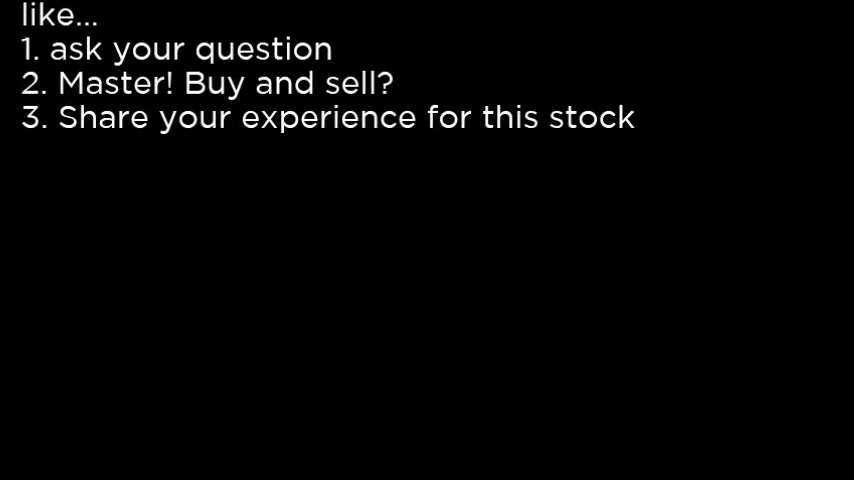 like...
1. ask your question
2. Master! Buy and sell?
3. Share your experience for this stock